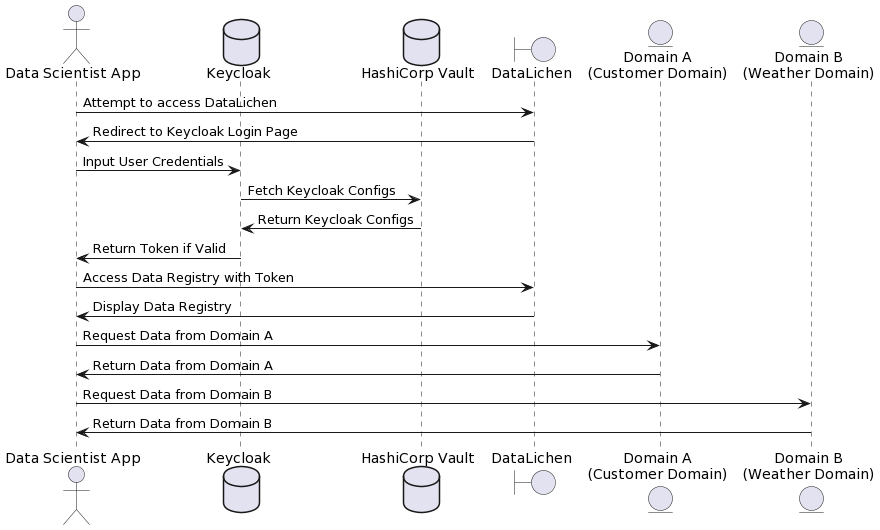 Data Scientist App
Keycloak
HashiCorp Vault
DataLichen
Domain A
(Customer Domain)
Domain B
(Weather Domain)
Attempt to access DataLichen
Redirect to Keycloak Login Page
Input User Credentials
Fetch Keycloak Configs
Return Keycloak Configs
Return Token if Valid
Access Data Registry with Token
Display Data Registry
Request Data from Domain A
Return Data from Domain A
Request Data from Domain B
Return Data from Domain B
Data Scientist App
Keycloak
HashiCorp Vault
DataLichen
Domain A
(Customer Domain)
Domain B
(Weather Domain)